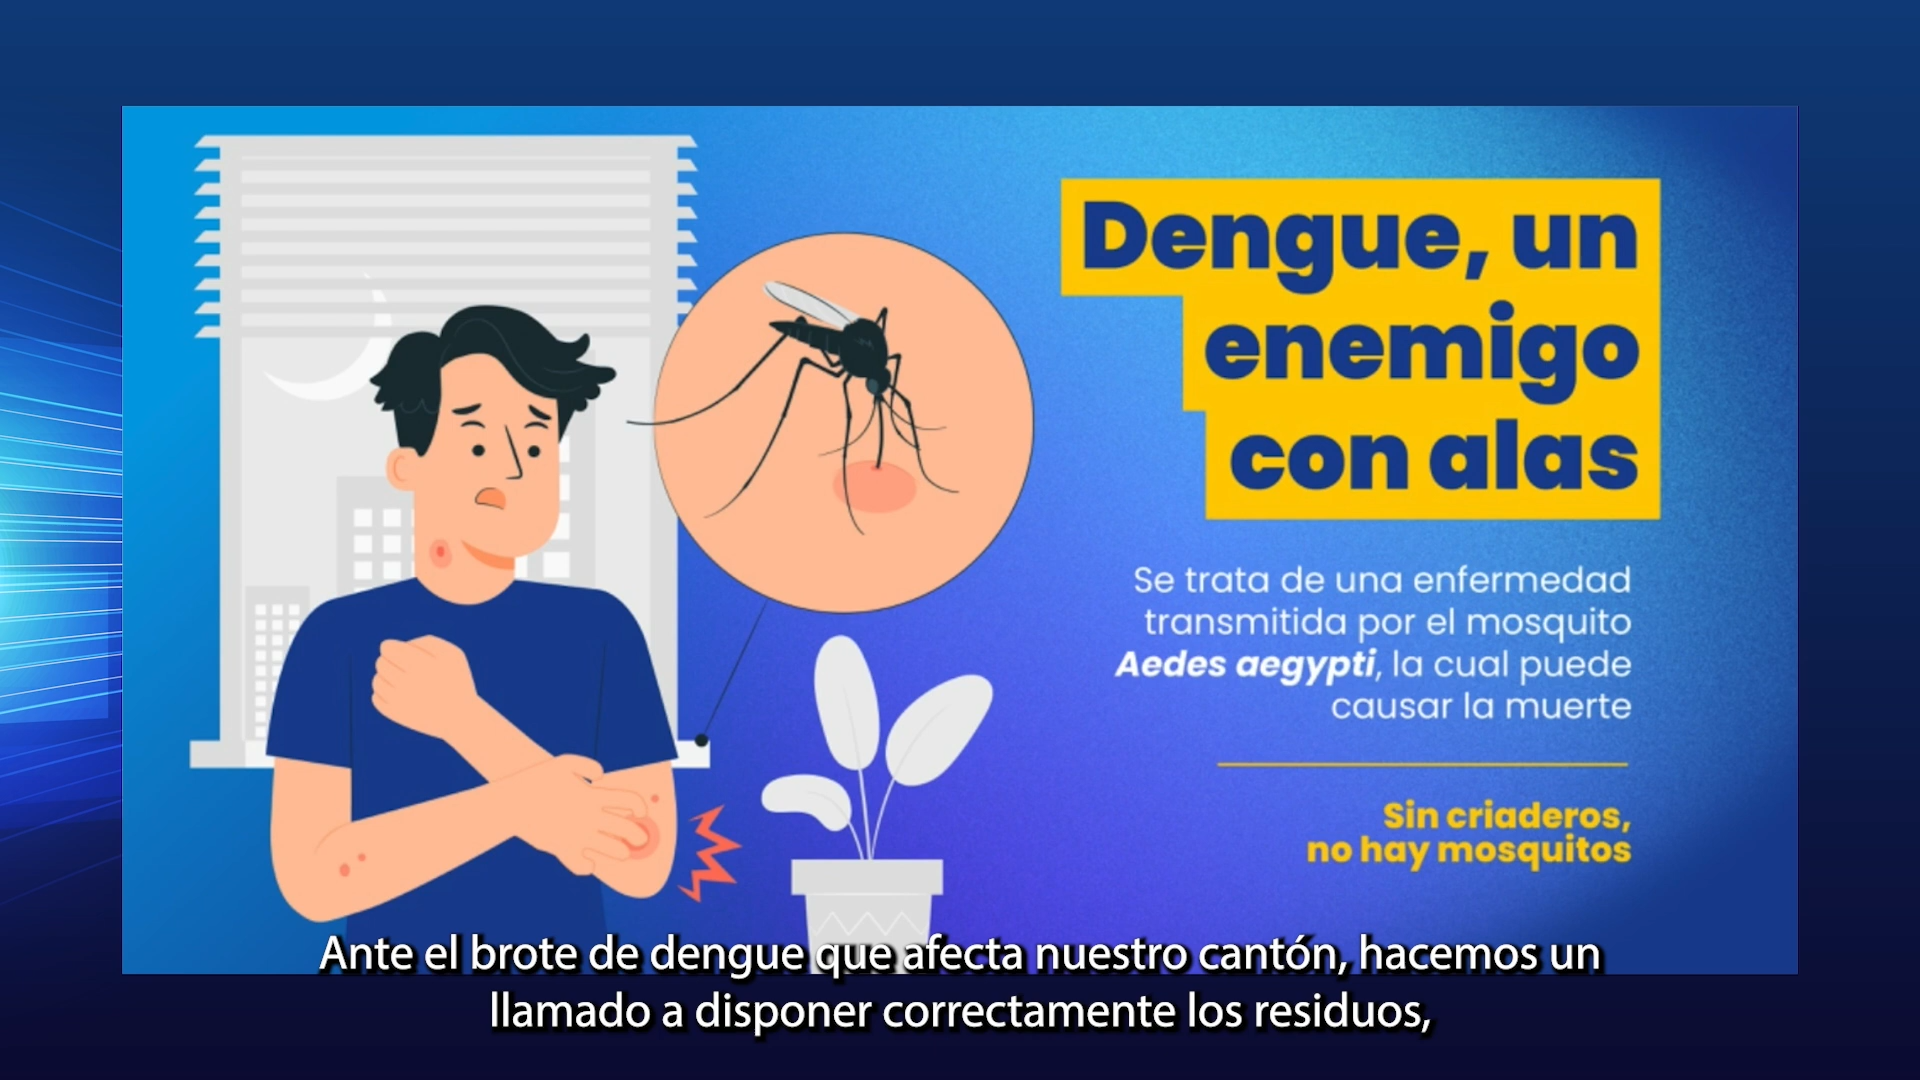 Dengue, un
enemigo
con alas
Se trata de una enfermedad
transmitida por el mosquito
Aedes aegypti, la cual puede
causar la muerte
Sin criaderos,
no hay mosquitos
Ante el brote de dengue que afecta nuestro cantón, hacemos un
llamado a disponer correctamente los residuos,